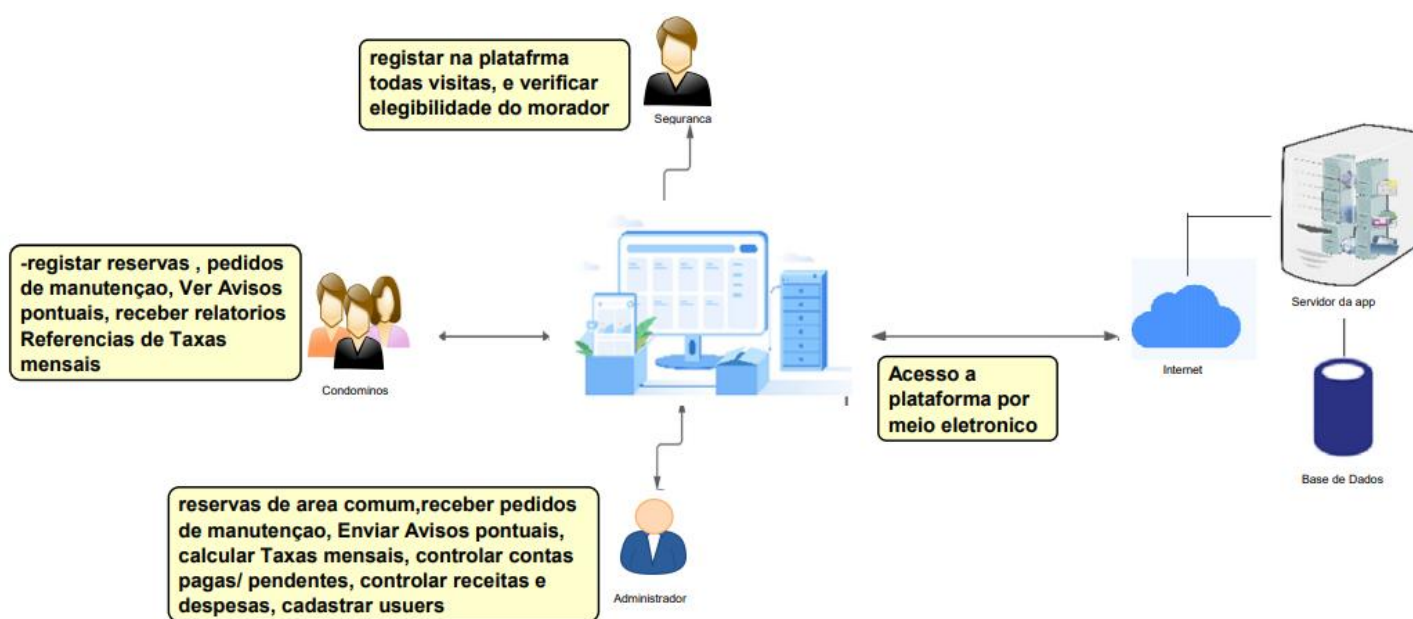 registar na platafrma
todas visitas, e verificar
elegibilidade do morador
Seguranca
-registar reservas , pedidos
de manutençao, Ver Avisos
pontuais, receber relatorios
Referencias de Taxas
mensais
Condominos
Acesso a
plataforma por
meio eletronico
Internet
Servidor da app
Base de Dados
reservas de area comum,receber pedidos
de manutençao, Enviar Avisos pontuais,
calcular Taxas mensais, controlar contas
pagas/ pendentes, controlar receitas e
despesas, cadastrar usuers
Administrador